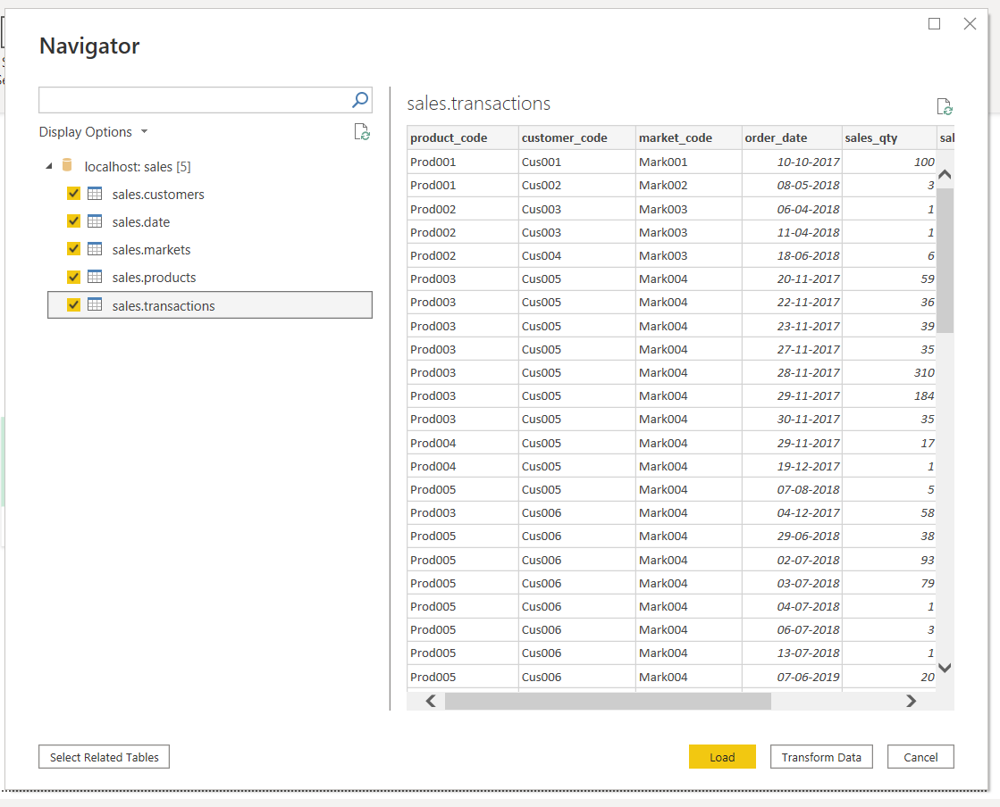 Navigator
Display Options
localhost: sales [5]
sales.customers
sales.date
sales.markets
sales.products
sales.transactions
sales.transactions
product_code customer_code market_code order_date sales_qty sal
Prod001 Cus001 Mark001 10-10-2017 100
Prod001 Cus002 Mark002 08-05-2018 3
Prod002 Cus003 Mark003 06-04-2018 1
Prod002 Cus003 Mark003 11-04-2018 1
Prod002 Cus004 Mark003 18-06-2018 6
Prod003 Cus005 Mark004 20-11-2017 59
Prod003 Cus005 Mark004 22-11-2017 36
Prod003 Cus005 Mark004 23-11-2017 39
Prod003 Cus005 Mark004 27-11-2017 35
Prod003 Cus005 Mark004 28-11-2017 310
Prod003 Cus005 Mark004 29-11-2017 184
Prod003 Cus005 Mark004 30-11-2017 35
Prod004 Cus005 Mark004 29-11-2017 17
Prod004 Cus005 Mark004 19-12-2017 1
Prod005 Cus005 Mark004 07-08-2018 5
Prod003 Cus006 Mark004 04-12-2017 58
Prod005 Cus006 Mark004 29-06-2018 38
Prod005 Cus006 Mark004 02-07-2018 93
Prod005 Cus006 Mark004 03-07-2018 79
Prod005 Cus006 Mark004 04-07-2018 1
Prod005 Cus006 Mark004 06-07-2018 3
Prod005 Cus006 Mark004 13-07-2018 1
Prod005 Cus006 Mark004 07-06-2019 20
Select Related Tables
Load
Transform Data
Cancel